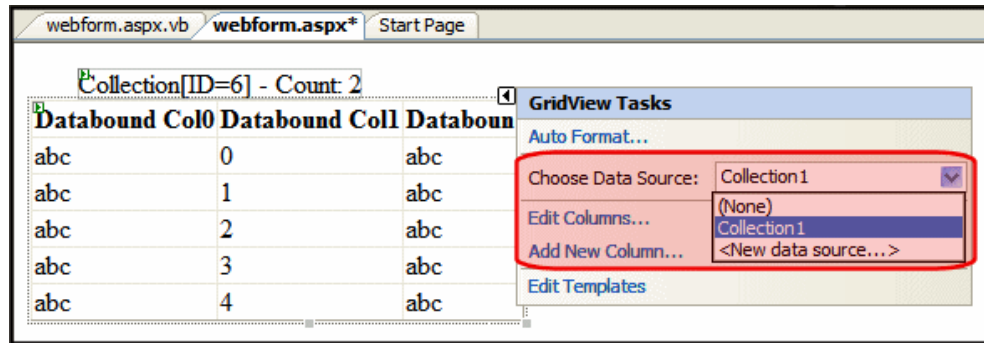 webform.aspx.vb webform.aspx* Start Page
Collection[ID=6] - Count: 2
Databound Col0 Databound Col1 Databoun
abc 0 abc
abc 1 abc
abc 2 abc
abc 3 abc
abc 4 abc
GridView Tasks
Auto Format...
Choose Data Source: Collection1
(None)
Collection1
<New data source...>
Edit Columns...
Add New Column...
Edit Templates